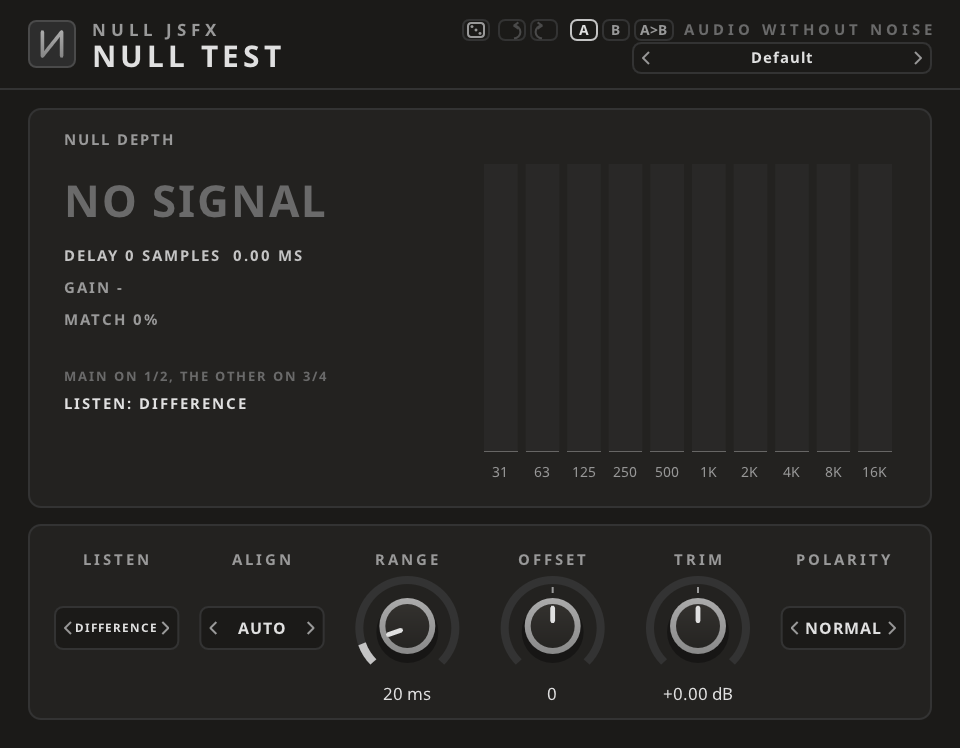 NULL JSFX
NULL TEST
A B A>B AUDIO WITHOUT NOISE
Default
NULL DEPTH
NO SIGNAL
DELAY 0 SAMPLES 0.00 MS
GAIN -
MATCH 0%
MAIN ON 1/2, THE OTHER ON 3/4
LISTEN: DIFFERENCE
31 63 125 250 500 1K 2K 4K 8K 16K
LISTEN ALIGN RANGE OFFSET TRIM POLARITY
DIFFERENCE AUTO NORMAL
20 ms 0 +0.00 dB